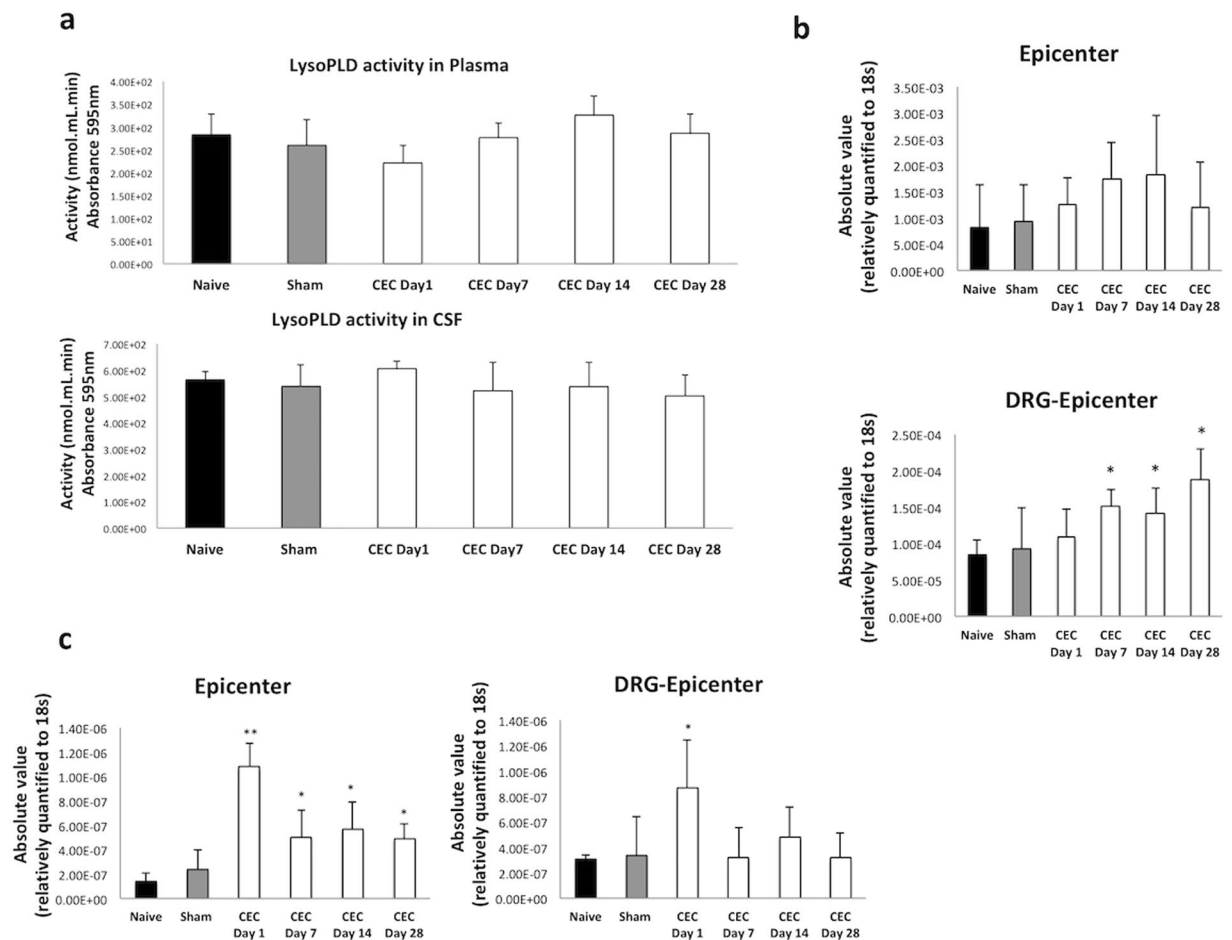 a
LysoPLD activity in Plasma
Activity (nmol.mL.min)
Absorbance 595nm
4.00E+02
3.50E+02
3.00E+02
2.50E+02
2.00E+02
1.50E+02
1.00E+02
5.00E+01
0.00E+00
Naive Sham CEC Day1 CEC Day7 CEC Day 14 CEC Day 28
LysoPLD activity in CSF
Activity (nmol.mL.min)
Absorbance 595nm
7.00E+02
6.00E+02
5.00E+02
4.00E+02
3.00E+02
2.00E+02
1.00E+02
0.00E+00
Naive Sham CEC Day1 CEC Day7 CEC Day 14 CEC Day 28
b
Epicenter
Absolute value
(relatively quantified to 18s)
3.50E-03
3.00E-03
2.50E-03
2.00E-03
1.50E-03
1.00E-03
5.00E-04
0.00E+00
Naive Sham CEC CEC CEC CEC
Day 1 Day 7 Day 14 Day 28
DRG-Epicenter
Absolute value
(relatively quantified to 18s)
2.50E-04
2.00E-04
1.50E-04
1.00E-04
5.00E-05
0.00E+00
* * *
Naive Sham CEC CEC CEC CEC
Day 1 Day 7 Day 14 Day 28
c
Epicenter
Absolute value
(relatively quantified to 18s)
1.40E-06
1.20E-06
1.00E-06
8.00E-07
6.00E-07
4.00E-07
2.00E-07
0.00E+00
** * * *
Naive Sham CEC CEC CEC CEC
Day 1 Day 7 Day 14 Day 28
DRG-Epicenter
Absolute value
(relatively quantified to 18s)
1.40E-06
1.20E-06
1.00E-06
8.00E-07
6.00E-07
4.00E-07
2.00E-07
0.00E+00
*
Naive Sham CEC CEC CEC CEC
Day 1 Day 7 Day 14 Day 28